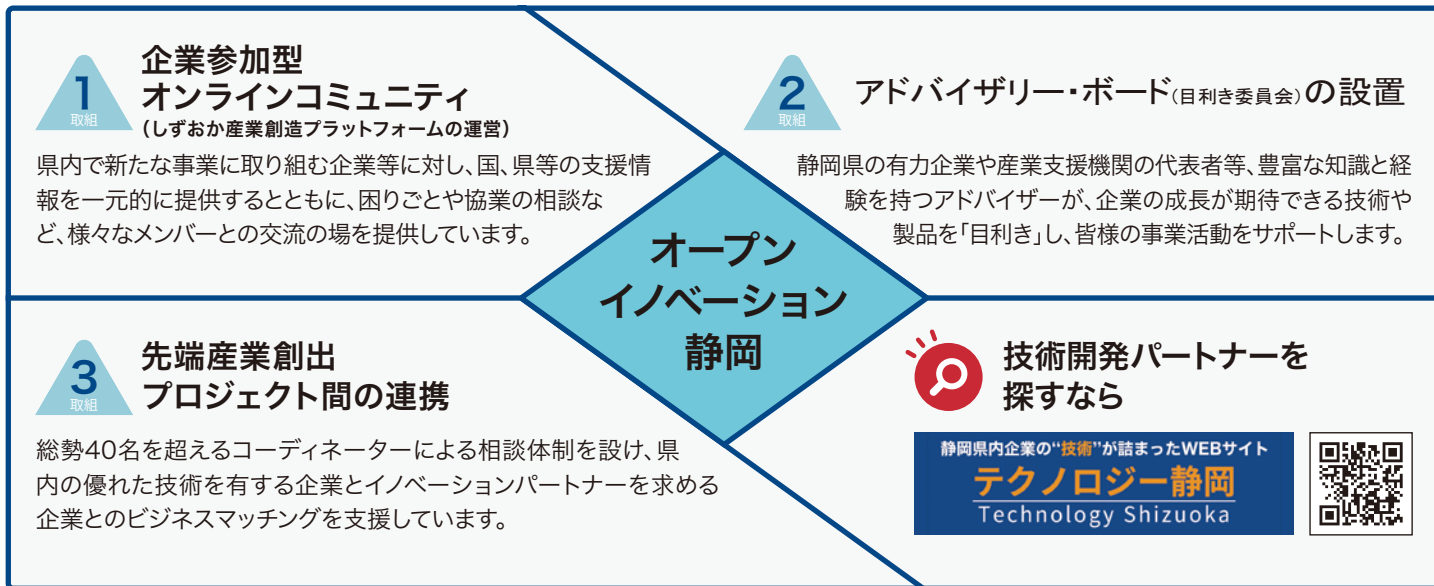 1
取組
企業参加型
オンラインコミュニティ
(しずおか産業創造プラットフォームの運営)
県内で新たな事業に取り組む企業等に対し、国、県等の支援情
報を一元的に提供するとともに、困りごとや協業の相談な
ど、様々なメンバーとの交流の場を提供しています。
2
取組
アドバイザリー・ボード(目利き委員会)の設置
静岡県の有力企業や産業支援機関の代表者等、豊富な知識と経
験を持つアドバイザーが、企業の成長が期待できる技術や
製品を「目利き」し、皆様の事業活動をサポートします。
オープン
イノベーション
静岡
3
取組
先端産業創出
プロジェクト間の連携
総勢40名を超えるコーディネーターによる相談体制を設け、県
内の優れた技術を有する企業とイノベーションパートナーを求める
企業とのビジネスマッチングを支援しています。
技術開発パートナーを
探すなら
静岡県内企業の“技術”が詰まったWEBサイト
テクノロジー静岡
Technology Shizuoka